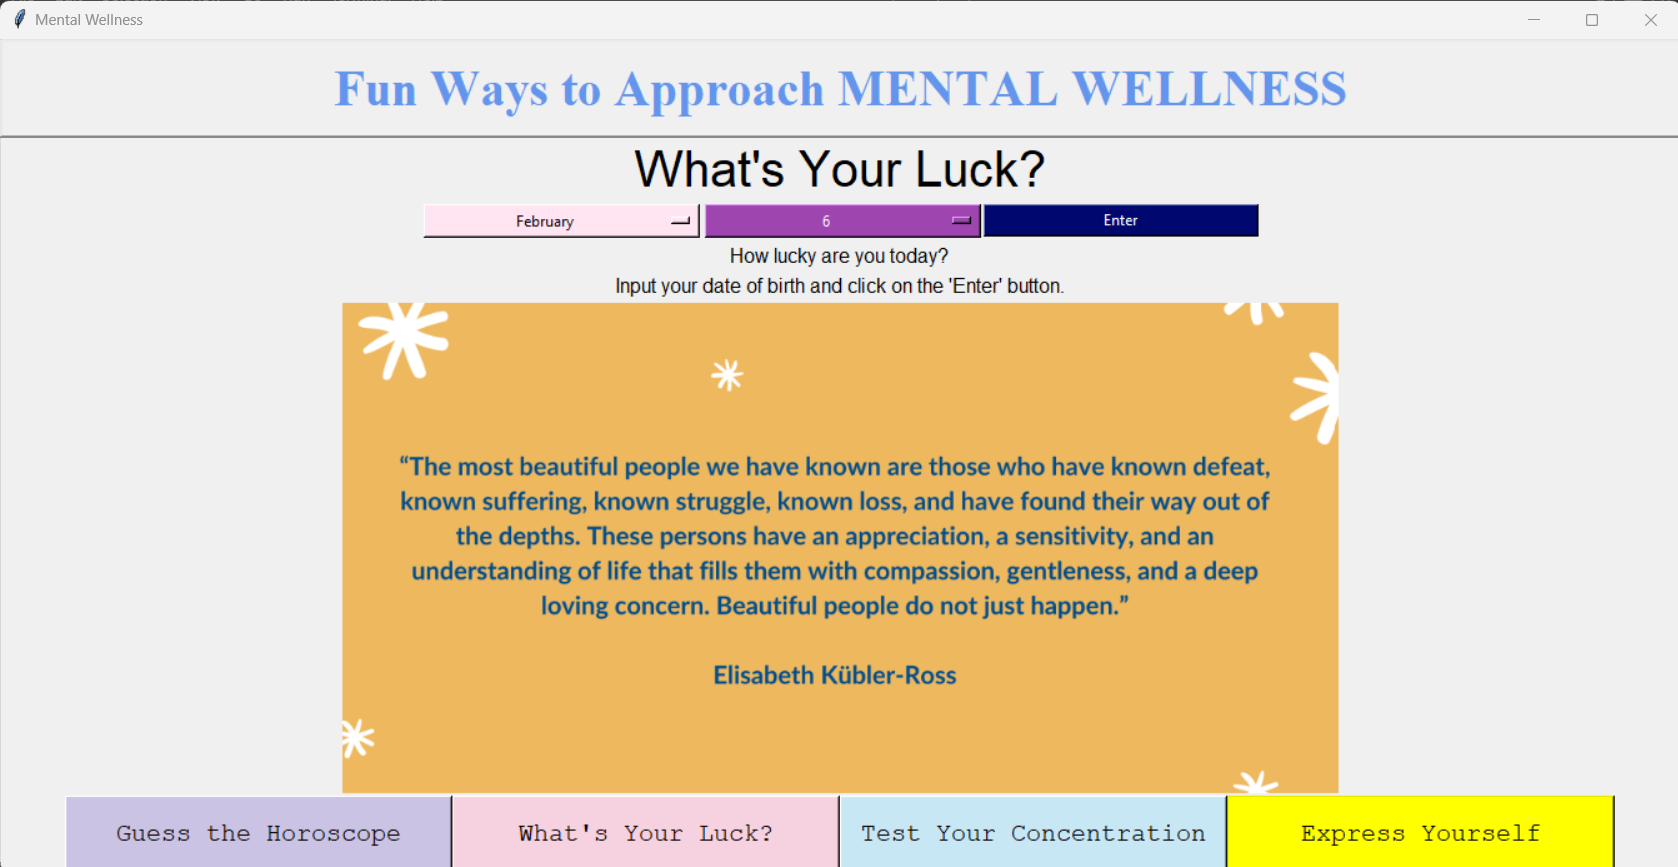 Mental Wellness
Fun Ways to Approach MENTAL WELLNESS
What's Your Luck?
February 6 Enter
How lucky are you today?
Input your date of birth and click on the 'Enter' button.
“The most beautiful people we have known are those who have known defeat,
known suffering, known struggle, known loss, and have found their way out of
the depths. These persons have an appreciation, a sensitivity, and an
understanding of life that fills them with compassion, gentleness, and a deep
loving concern. Beautiful people do not just happen.”
Elisabeth Kübler-Ross
Guess the Horoscope What's Your Luck? Test Your Concentration Express Yourself